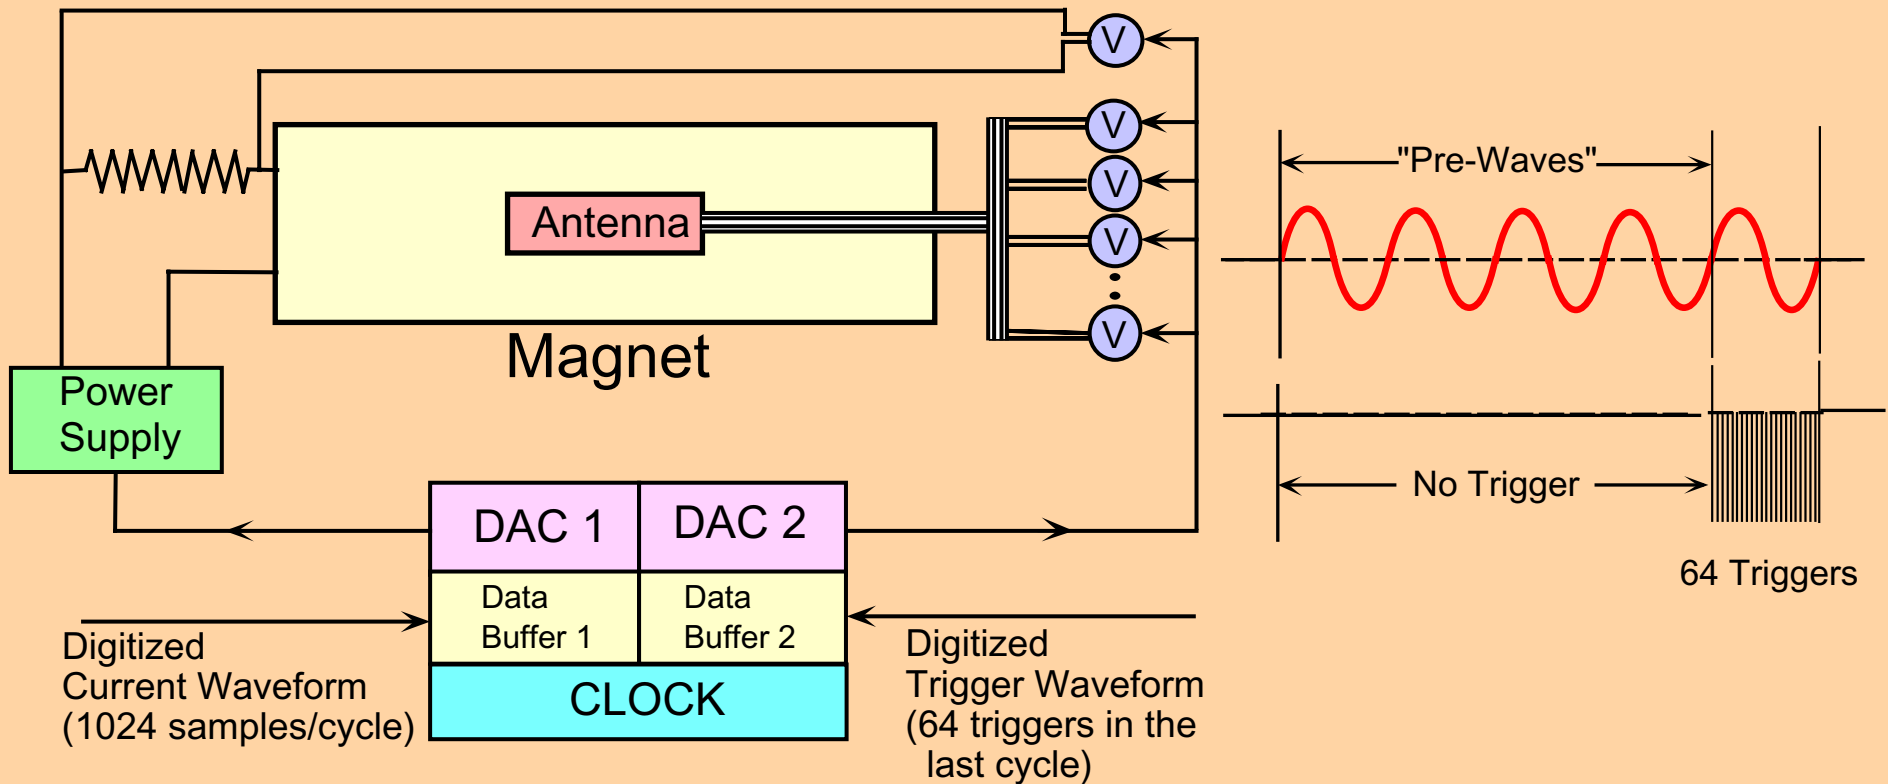 V
V
V
V
V
Antenna
Magnet
Power
Supply
DAC 1
DAC 2
Data
Buffer 1
Data
Buffer 2
CLOCK
Digitized
Current Waveform
(1024 samples/cycle)
Digitized
Trigger Waveform
(64 triggers in the
last cycle)
"Pre-Waves"
No Trigger
64 Triggers